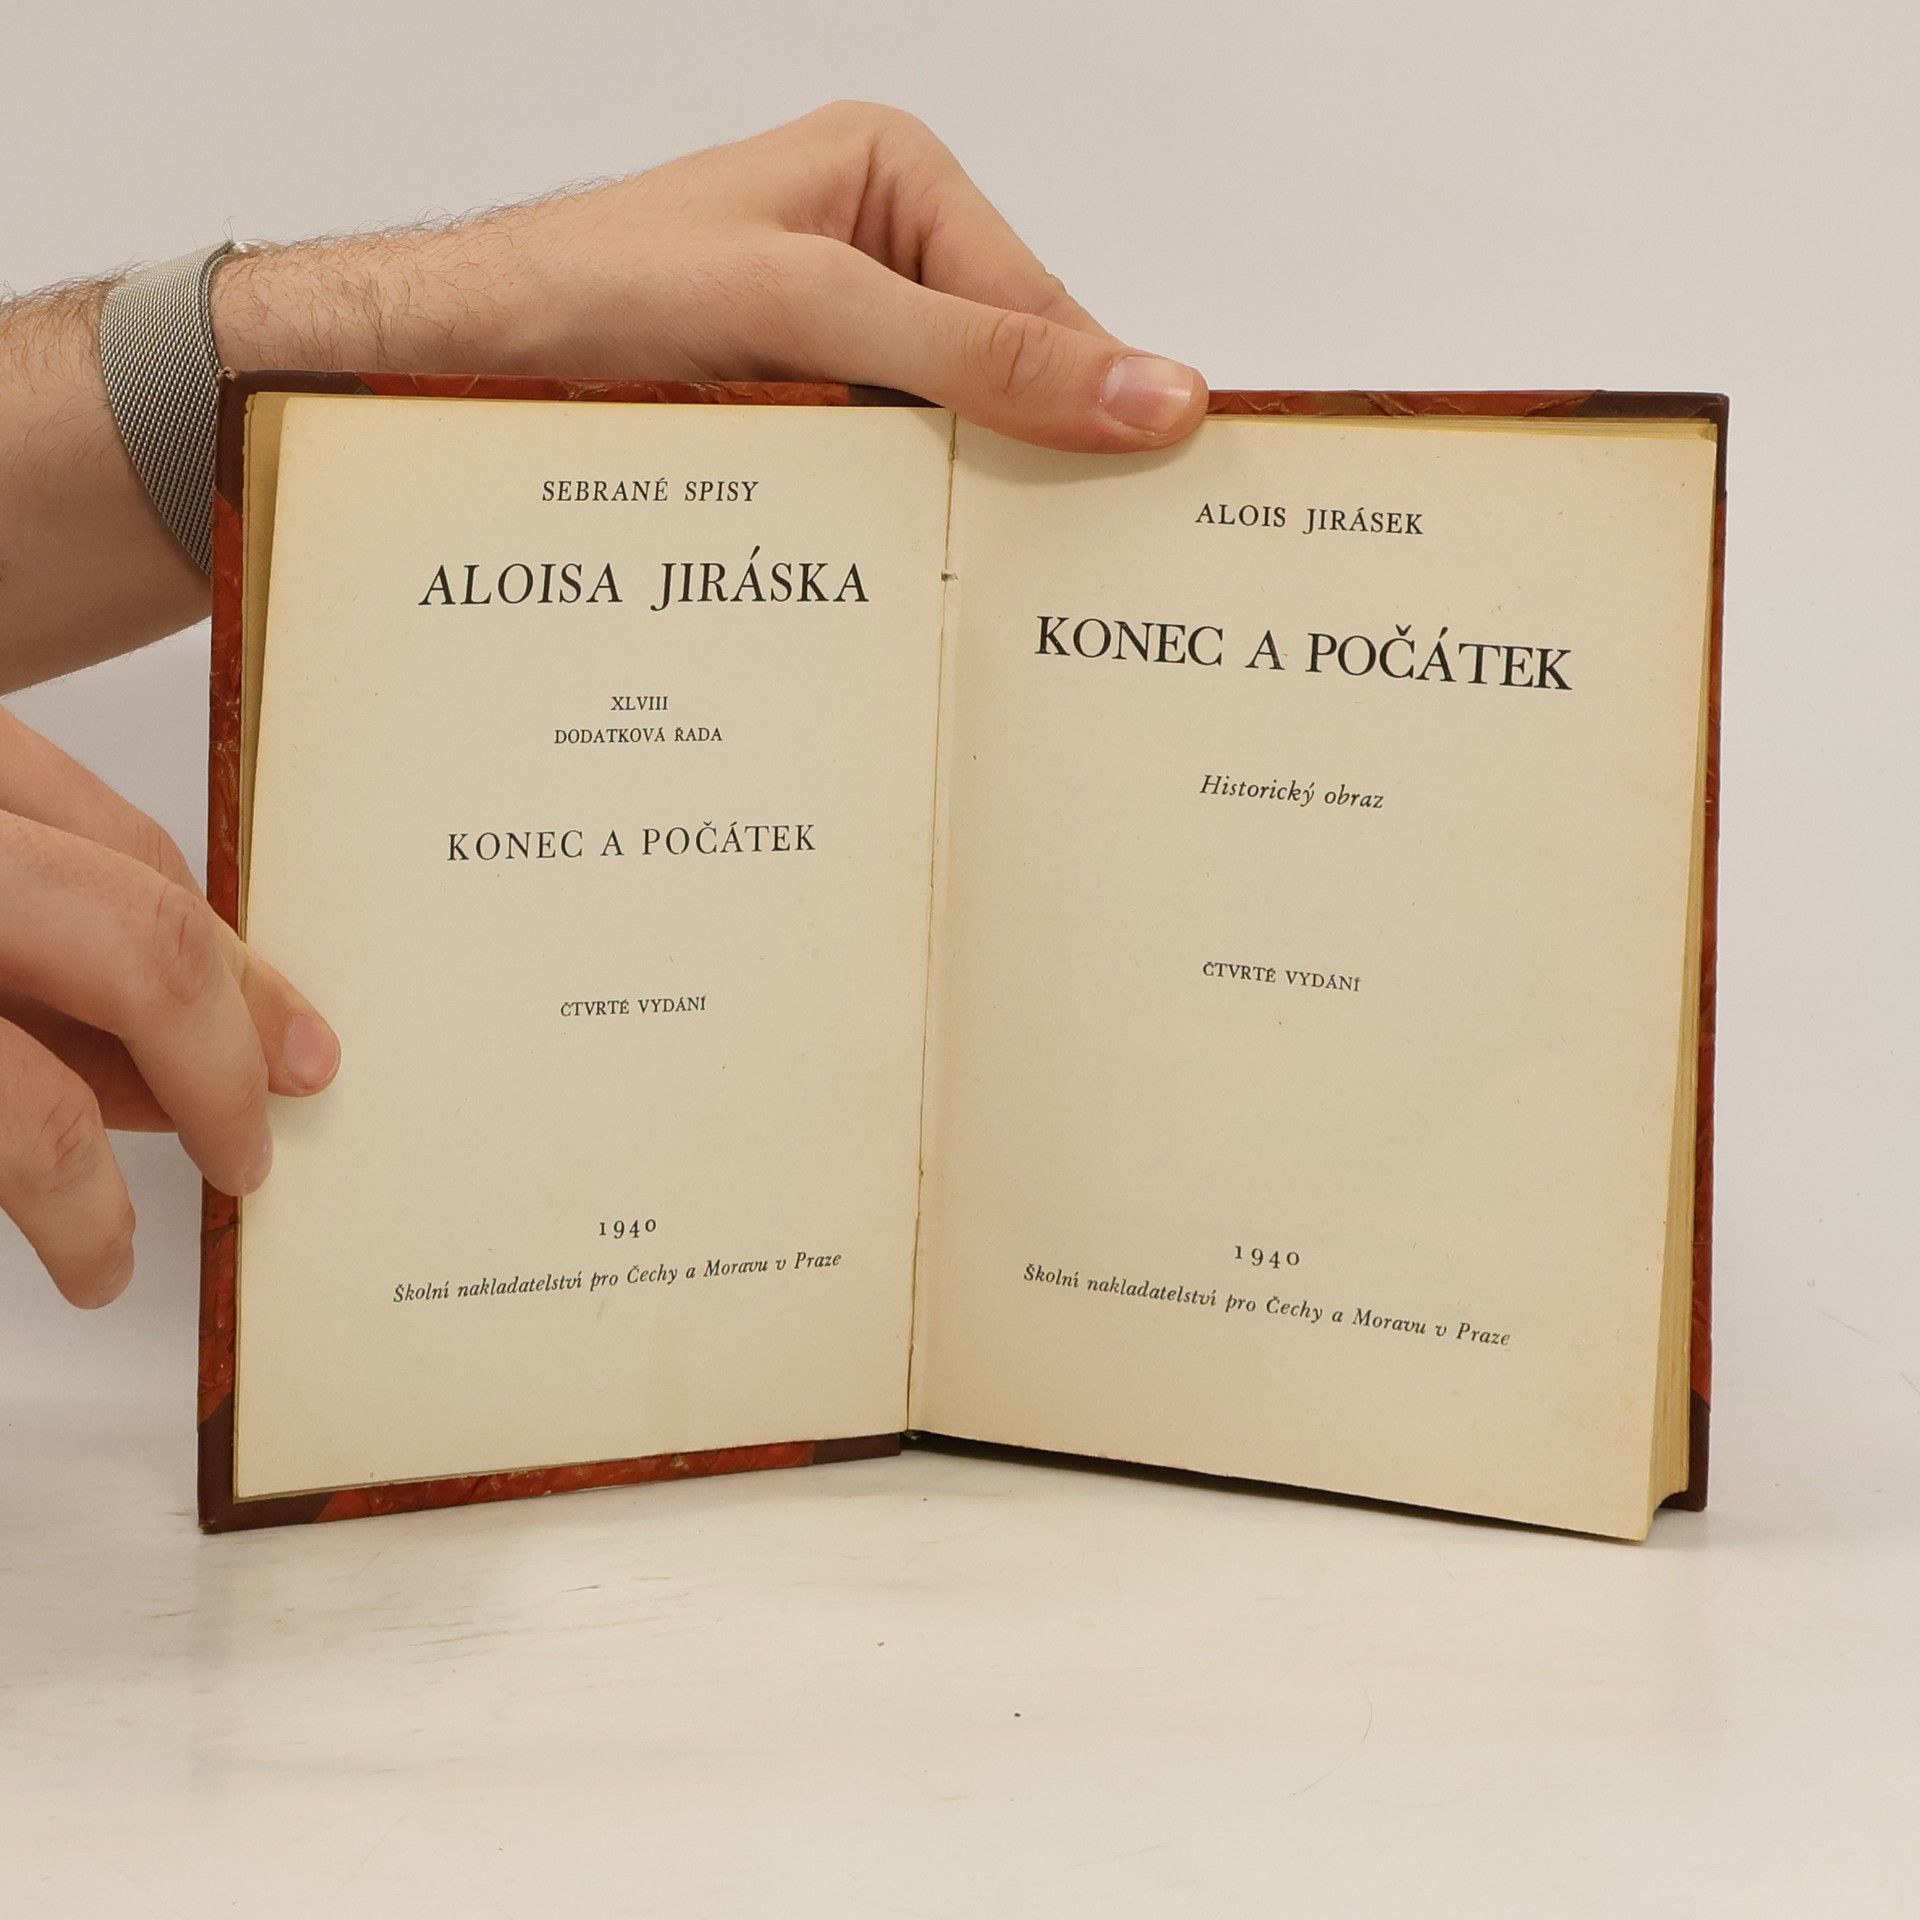 SEBRANÉ SPISY
ALOISA JIRÁSKA
XLVIII
DODATKOVÁ ŘADA
KONEC A POČÁTEK
ČTVRTÉ VYDÁNÍ
1940
Školní nakladatelství pro Čechy a Moravu v Praze
ALOIS JIRÁSEK
KONEC A POČÁTEK
Historický obraz
ČTVRTÉ VYDÁNÍ
1940
Školní nakladatelství pro Čechy a Moravu v Praze